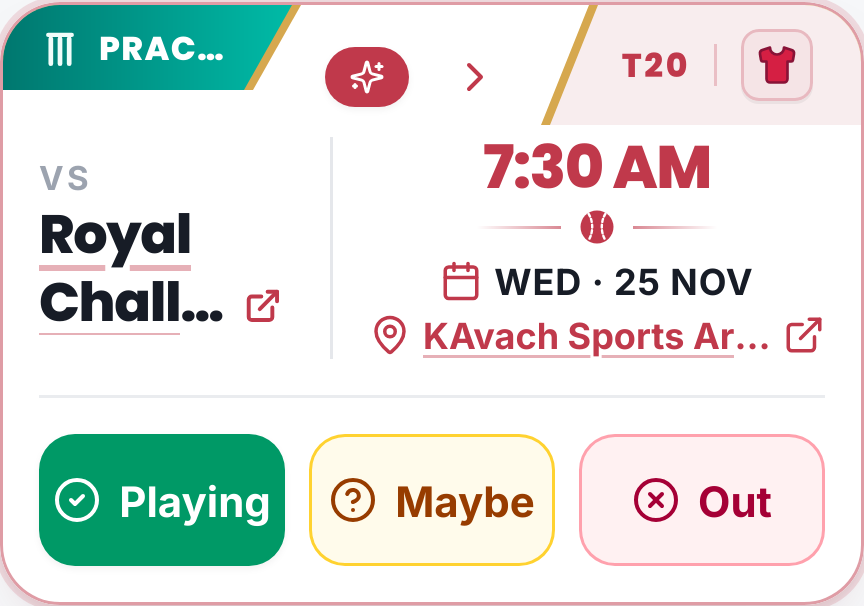 PRAC...
T20
VS
Royal
Chall...
7:30 AM
WED · 25 NOV
KAvach Sports Ar...
Playing
Maybe
Out